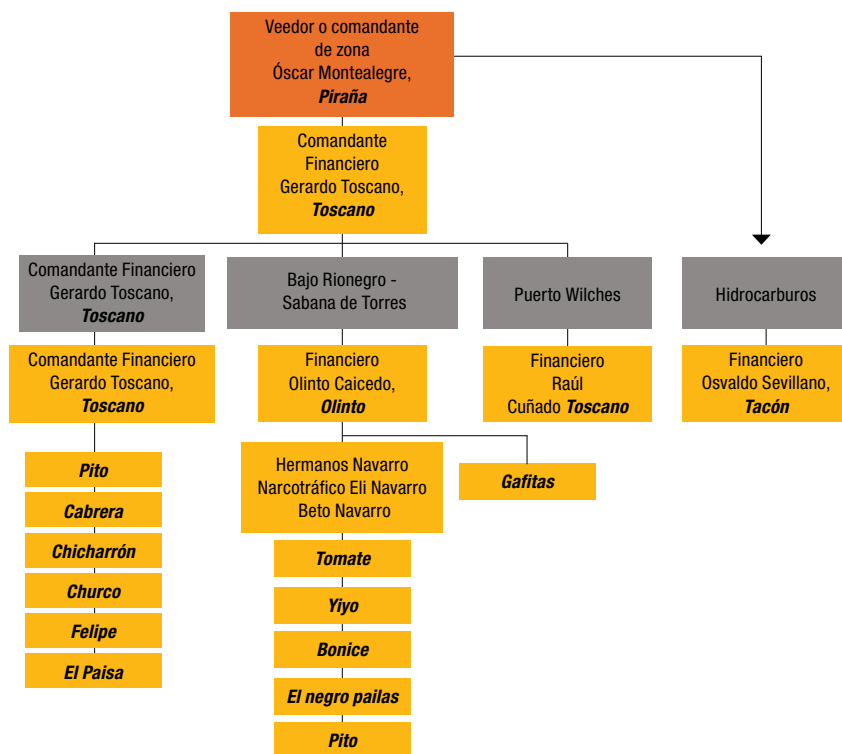 Veedor o comandante
de zona
Óscar Montealegre,
Piraña
Comandante
Financiero
Gerardo Toscano,
Toscano
Comandante Financiero
Gerardo Toscano,
Toscano
Bajo Rionegro -
Sabana de Torres
Puerto Wilches
Hidrocarburos
Comandante Financiero
Gerardo Toscano,
Toscano
Financiero
Olinto Caicedo,
Olinto
Financiero
Raúl
Cuñado Toscano
Financiero
Osvaldo Sevillano,
Tacón
Pito
Cabrera
Chicharrón
Churco
Felipe
El Paisa
Hermanos Navarro
Narcotráfico Eli Navarro
Beto Navarro
Gafitas
Tomate
Yiyo
Bonice
El negro pailas
Pito